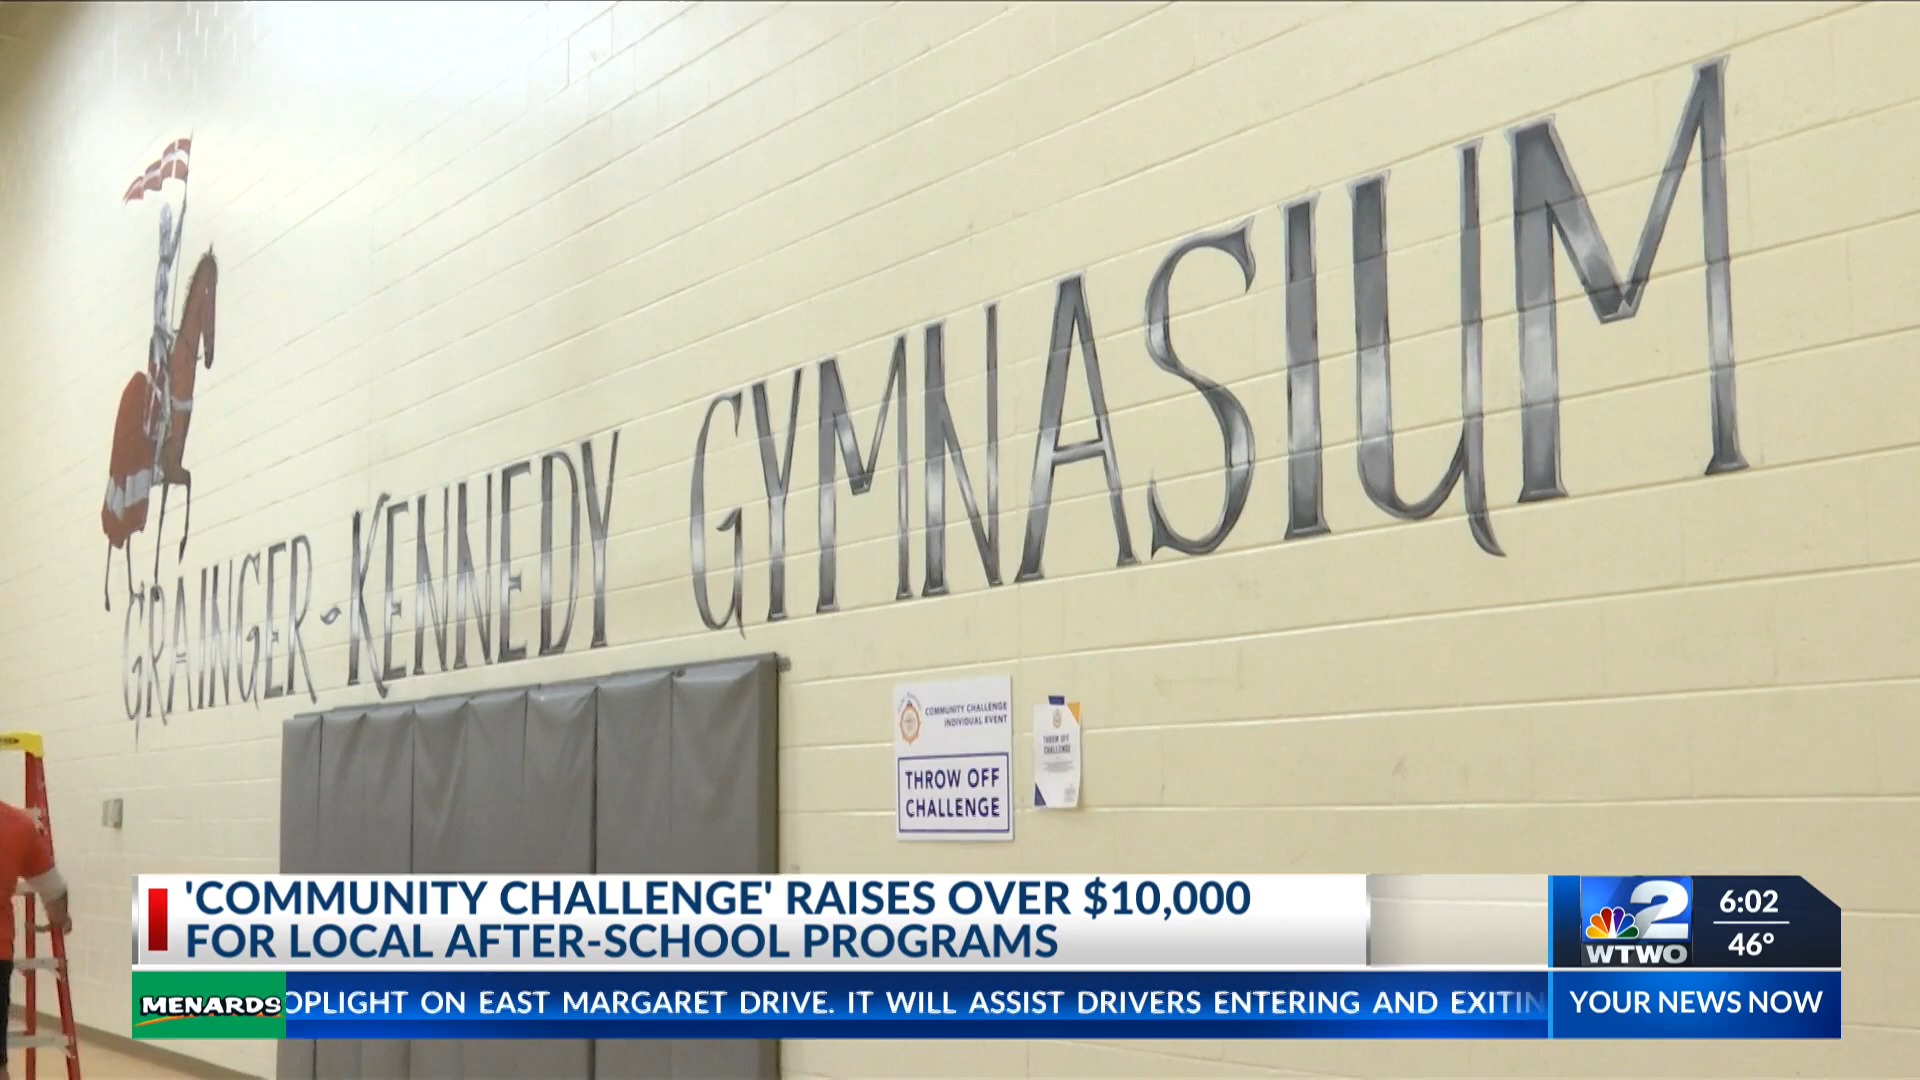 GRAINGER-KENNEDY GYMNASIUM
COMMUNITY CHALLENGE
INDIVIDUAL EVENT
THROW OFF
CHALLENGE
THROW OFF
CHALLENGE
'COMMUNITY CHALLENGE' RAISES OVER $10,000
FOR LOCAL AFTER-SCHOOL PROGRAMS
2
WTWO
6:02
46°
MENARDS
OPLIGHT ON EAST MARGARET DRIVE. IT WILL ASSIST DRIVERS ENTERING AND EXITIN
YOUR NEWS NOW